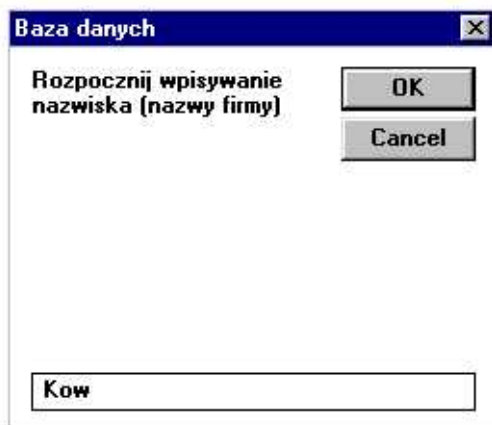 Baza danych
Rozpocznij wpisywanie
nazwiska (nazwy firmy)
OK
Cancel
Kow